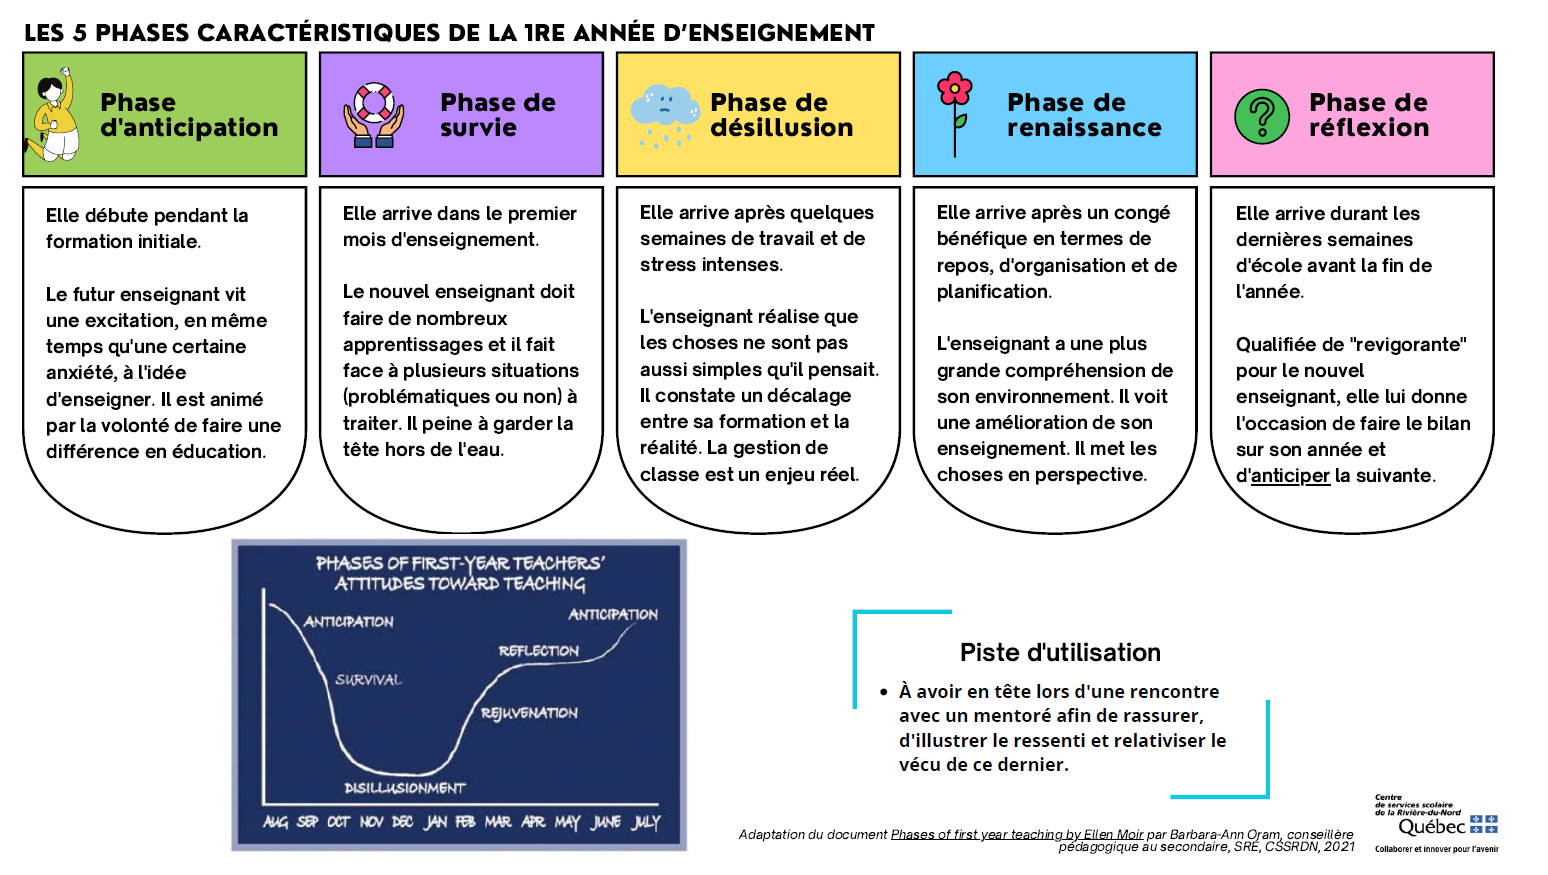 LES 5 PHASES CARACTÉRISTIQUES DE LA 1RE ANNÉE D'ENSEIGNEMENT
Phase
d'anticipation
Elle débute pendant la
formation initiale.
Le futur enseignant vit
une excitation, en même
temps qu'une certaine
anxiété, à l'idée
d'enseigner. Il est animé
par la volonté de faire une
différence en éducation.
Phase de
survie
Elle arrive dans le premier
mois d'enseignement.
Le nouvel enseignant doit
faire de nombreux
apprentissages et il fait
face à plusieurs situations
(problématiques ou non) à
traiter. Il peine à garder la
tête hors de l'eau.
Phase de
désillusion
Elle arrive après quelques
semaines de travail et de
stress intenses.
L'enseignant réalise que
les choses ne sont pas
aussi simples qu'il pensait.
Il constate un décalage
entre sa formation et la
réalité. La gestion de
classe est un enjeu réel.
Phase de
renaissance
Elle arrive après un congé
bénéfique en termes de
repos, d'organisation et de
planification.
L'enseignant a une plus
grande compréhension de
son environnement. Il voit
une amélioration de son
enseignement. Il met les
choses en perspective.
Phase de
réflexion
Elle arrive durant les
dernières semaines
d'école avant la fin de
l'année.
Qualifiée de "revigorante"
pour le nouvel
enseignant, elle lui donne
l'occasion de faire le bilan
sur son année et
d'anticiper la suivante.
PHASES OF FIRST-YEAR TEACHERS'
ATTITUDES TOWARD TEACHING
ANTICIPATION
SURVIVAL
DISILLUSIONMENT
REJUVENATION
REFLECTION
ANTICIPATION
AUG SEP OCT NOV DEC JAN FEB MAR APR MAY JUNE JULY
Piste d'utilisation
• À avoir en tête lors d'une rencontre
avec un mentoré afin de rassurer,
d'illustrer le ressenti et relativiser le
vécu de ce dernier.
Adaptation du document Phases of first year teaching by Ellen Moir par Barbara-Ann Oram, conseillère
pédagogique au secondaire, SRÉ, CSSRDN, 2021
Centre
de services scolaire
de la Rivière-du-Nord
Québec
Collaborer et innover pour l'avenir